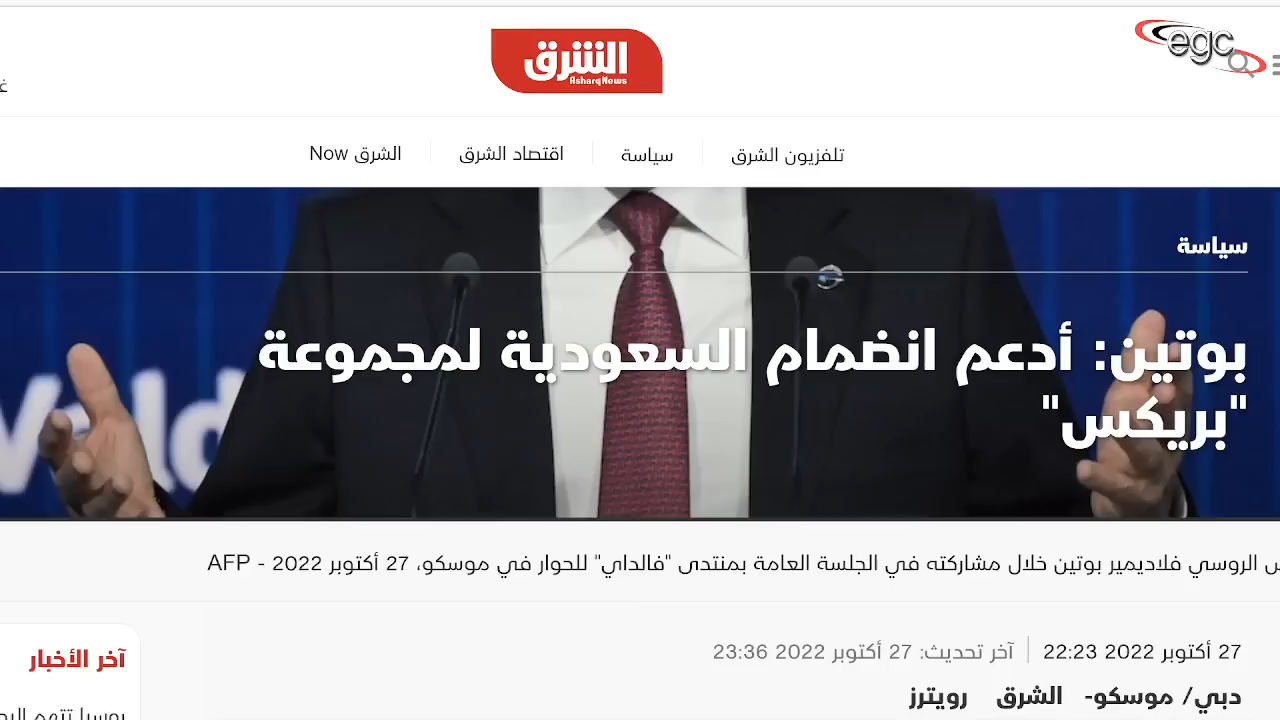 الشرق
Asharq News
egc
تلفزيون الشرق
سياسة
اقتصاد الشرق
الشرق Now
سياسة
بوتين: أدعم انضمام السعودية لمجموعة
"بريكس"
الروسي فلاديمير بوتين خلال مشاركته في الجلسة العامة بمنتدى "فالداي" للحوار في موسكو، 27 أكتوبر 2022 - AFP
27 أكتوبر 2022 22:23
آخر تحديث: 27 أكتوبر 2022 23:36
دبي/ موسكو- الشرق رويترز
آخر الأخبار
روسيا تتهم